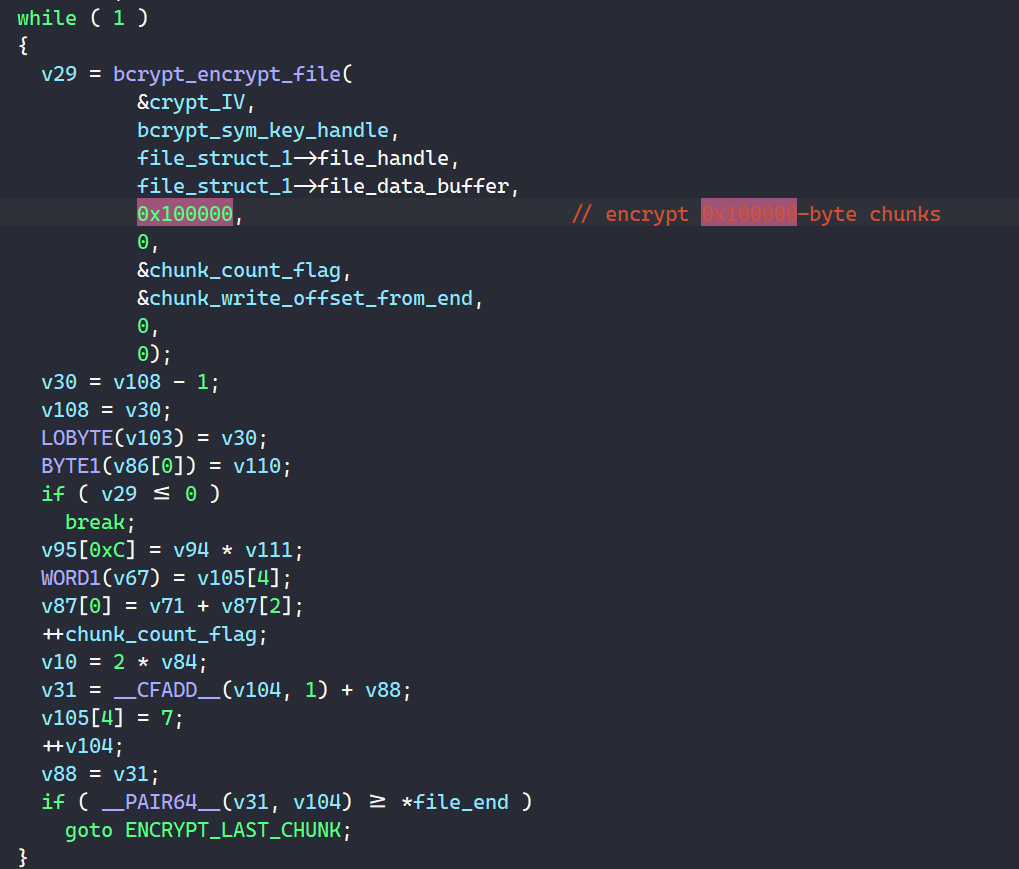 while ( 1 )
{
v29 = bcrypt_encrypt_file(
&crypt_IV,
bcrypt_sym_key_handle,
file_struct_1->file_handle,
file_struct_1->file_data_buffer,
0x100000, // encrypt 0x100000-byte chunks
0,
&chunk_count_flag,
&chunk_write_offset_from_end,
0,
0);
v30 = v108 - 1;
v108 = v30;
LOBYTE(v103) = v30;
BYTE1(v86[0]) = v110;
if ( v29 <= 0 )
break;
v95[0xC] = v94 * v111;
WORD1(v67) = v105[4];
v87[0] = v71 + v87[2];
++chunk_count_flag;
v10 = 2 * v84;
v31 = __CFADD__(v104, 1) + v88;
v105[4] = 7;
++v104;
v88 = v31;
if ( __PAIR64__(v31, v104) >= *file_end )
goto ENCRYPT_LAST_CHUNK;
}